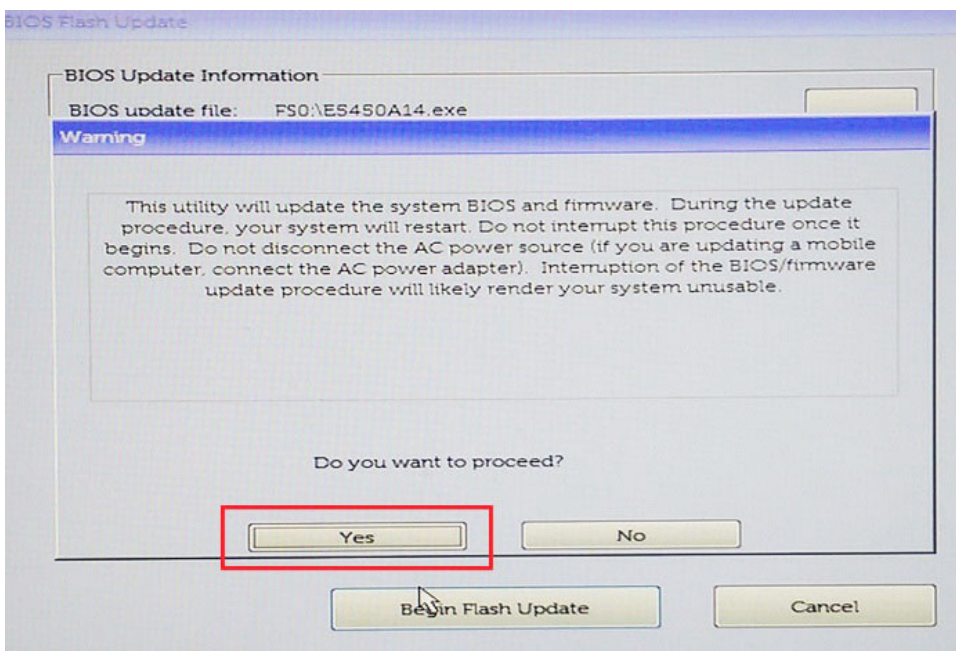 BIOS Flash Update
BIOS Update Information
BIOS update file: FS0:\E5450A14.exe
Warning
This utility will update the system BIOS and firmware. During the update
procedure, your system will restart. Do not interrupt this procedure once it
begins. Do not disconnect the AC power source (if you are updating a mobile
computer, connect the AC power adapter). Interruption of the BIOS/firmware
update procedure will likely render your system unusable.
Do you want to proceed?
Yes No
Begin Flash Update Cancel